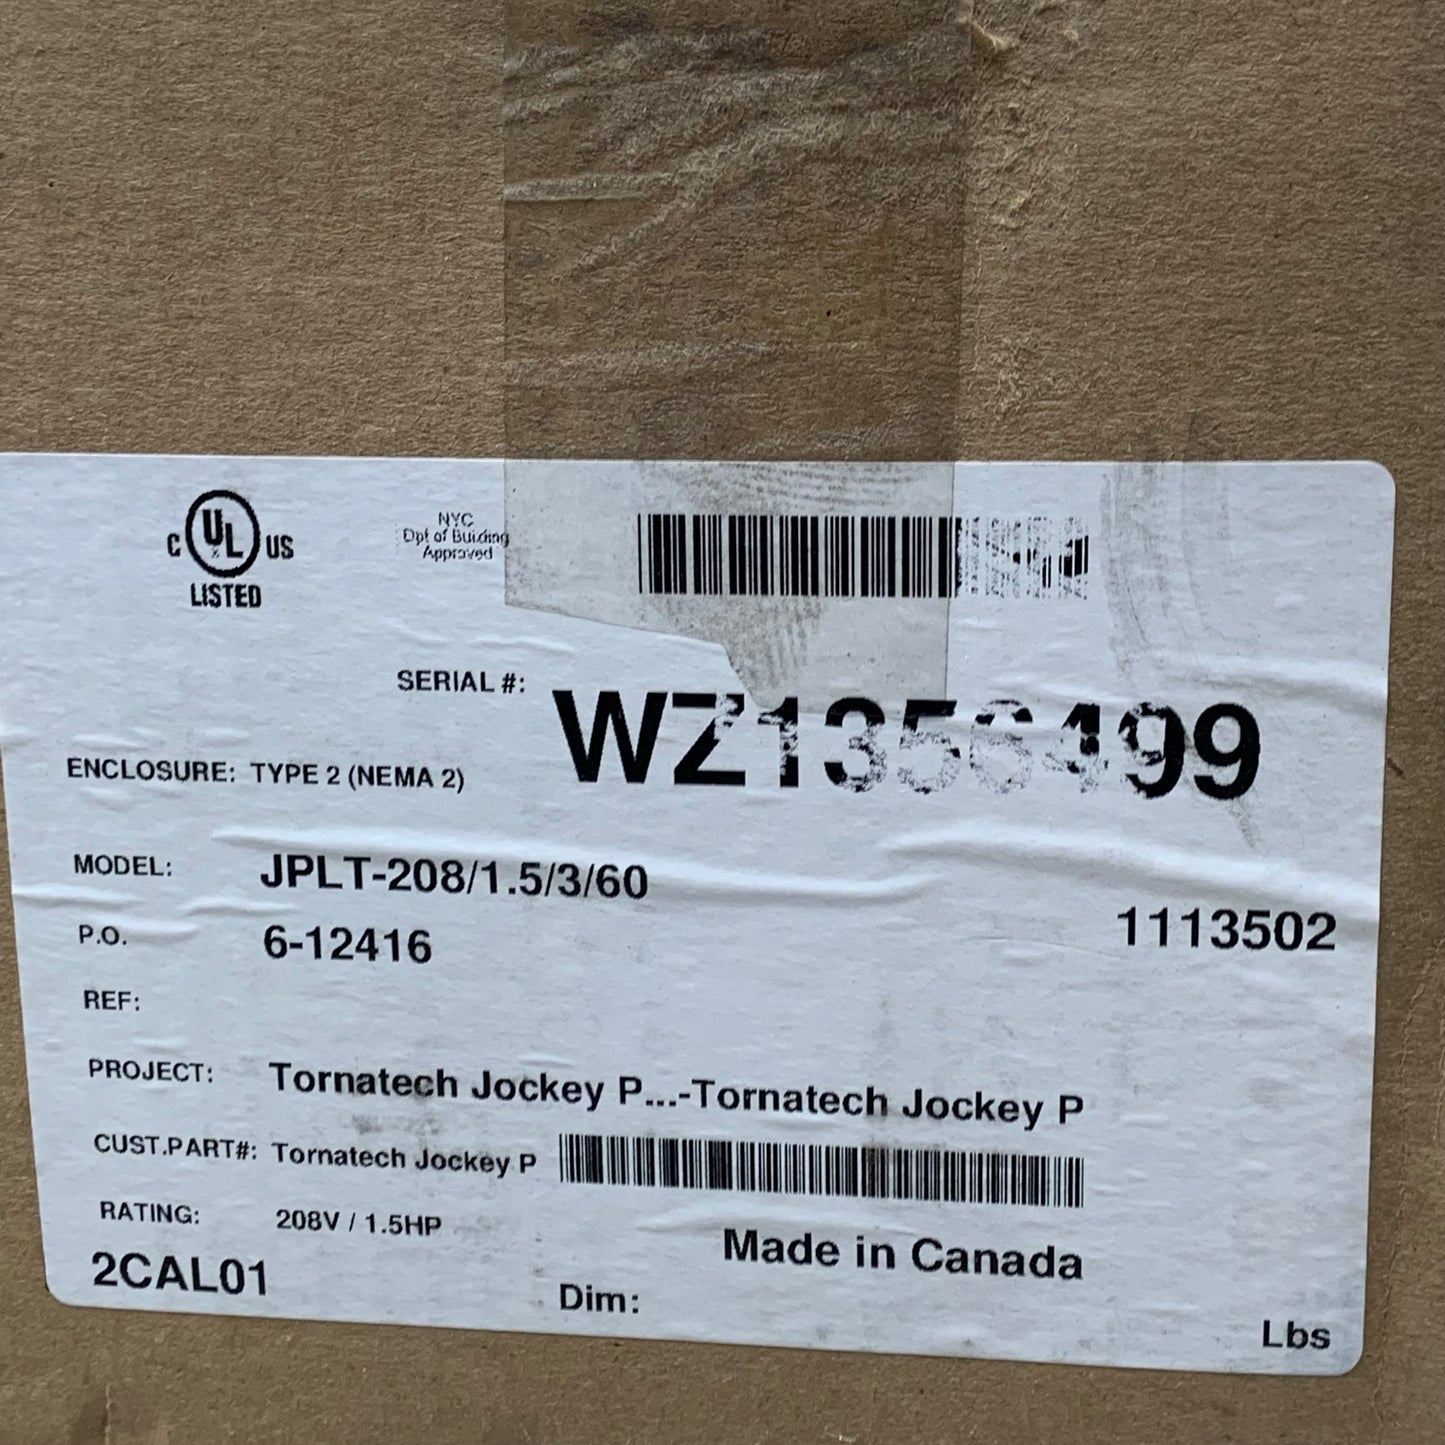 C UL US
LISTED
NYC
Dpt of Building
Approved
SERIAL #: WZ1356499
ENCLOSURE: TYPE 2 (NEMA 2)
MODEL: JPLT-208/1.5/3/60
P.O. 6-12416 1113502
REF:
PROJECT: Tornatech Jockey P...-Tornatech Jockey P
CUST.PART#: Tornatech Jockey P
RATING: 208V / 1.5HP
Made in Canada
2CAL01
Dim:
Lbs